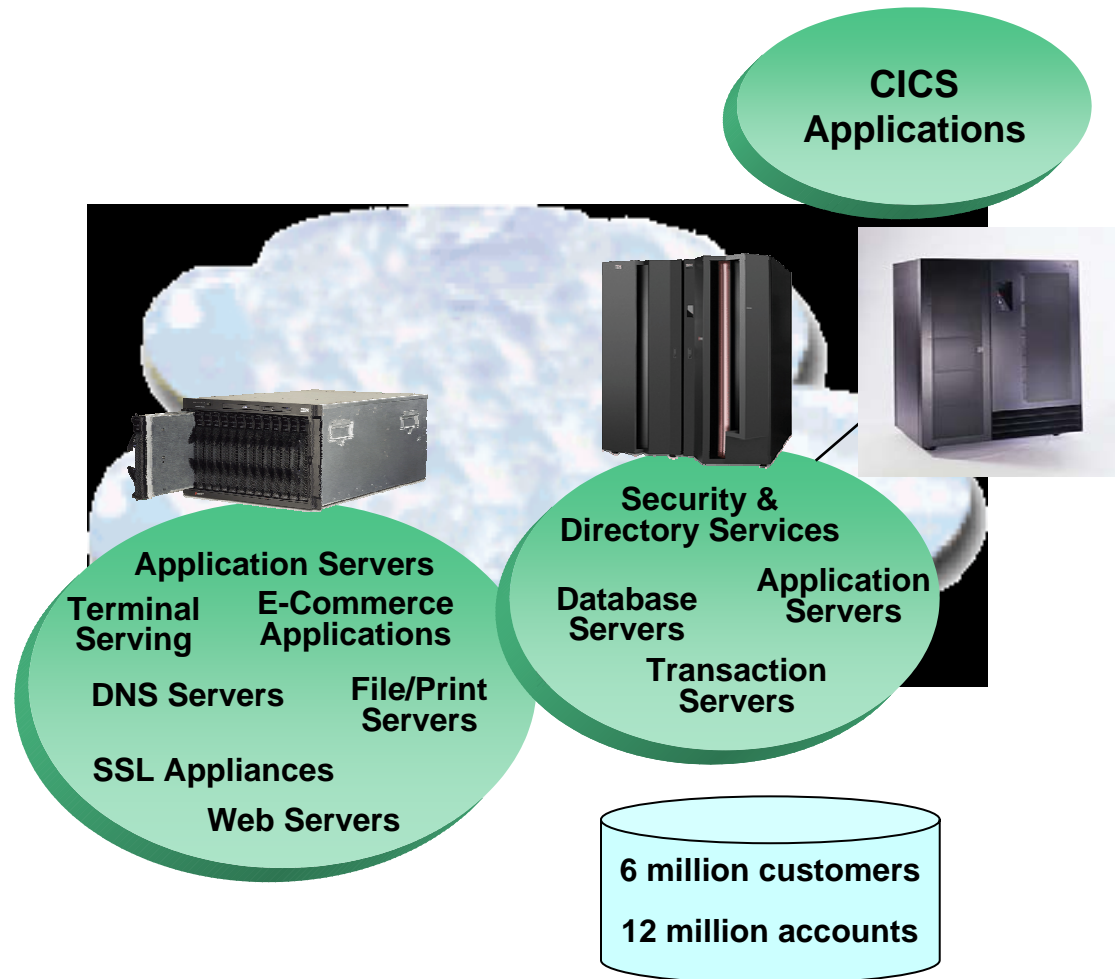 CICS
Applications
Security &
Directory Services
Application
Servers
Database
Servers
Transaction
Servers
Application Servers
Terminal
Serving
E-Commerce
Applications
DNS Servers
File/Print
Servers
SSL Appliances
Web Servers
6 million customers
12 million accounts